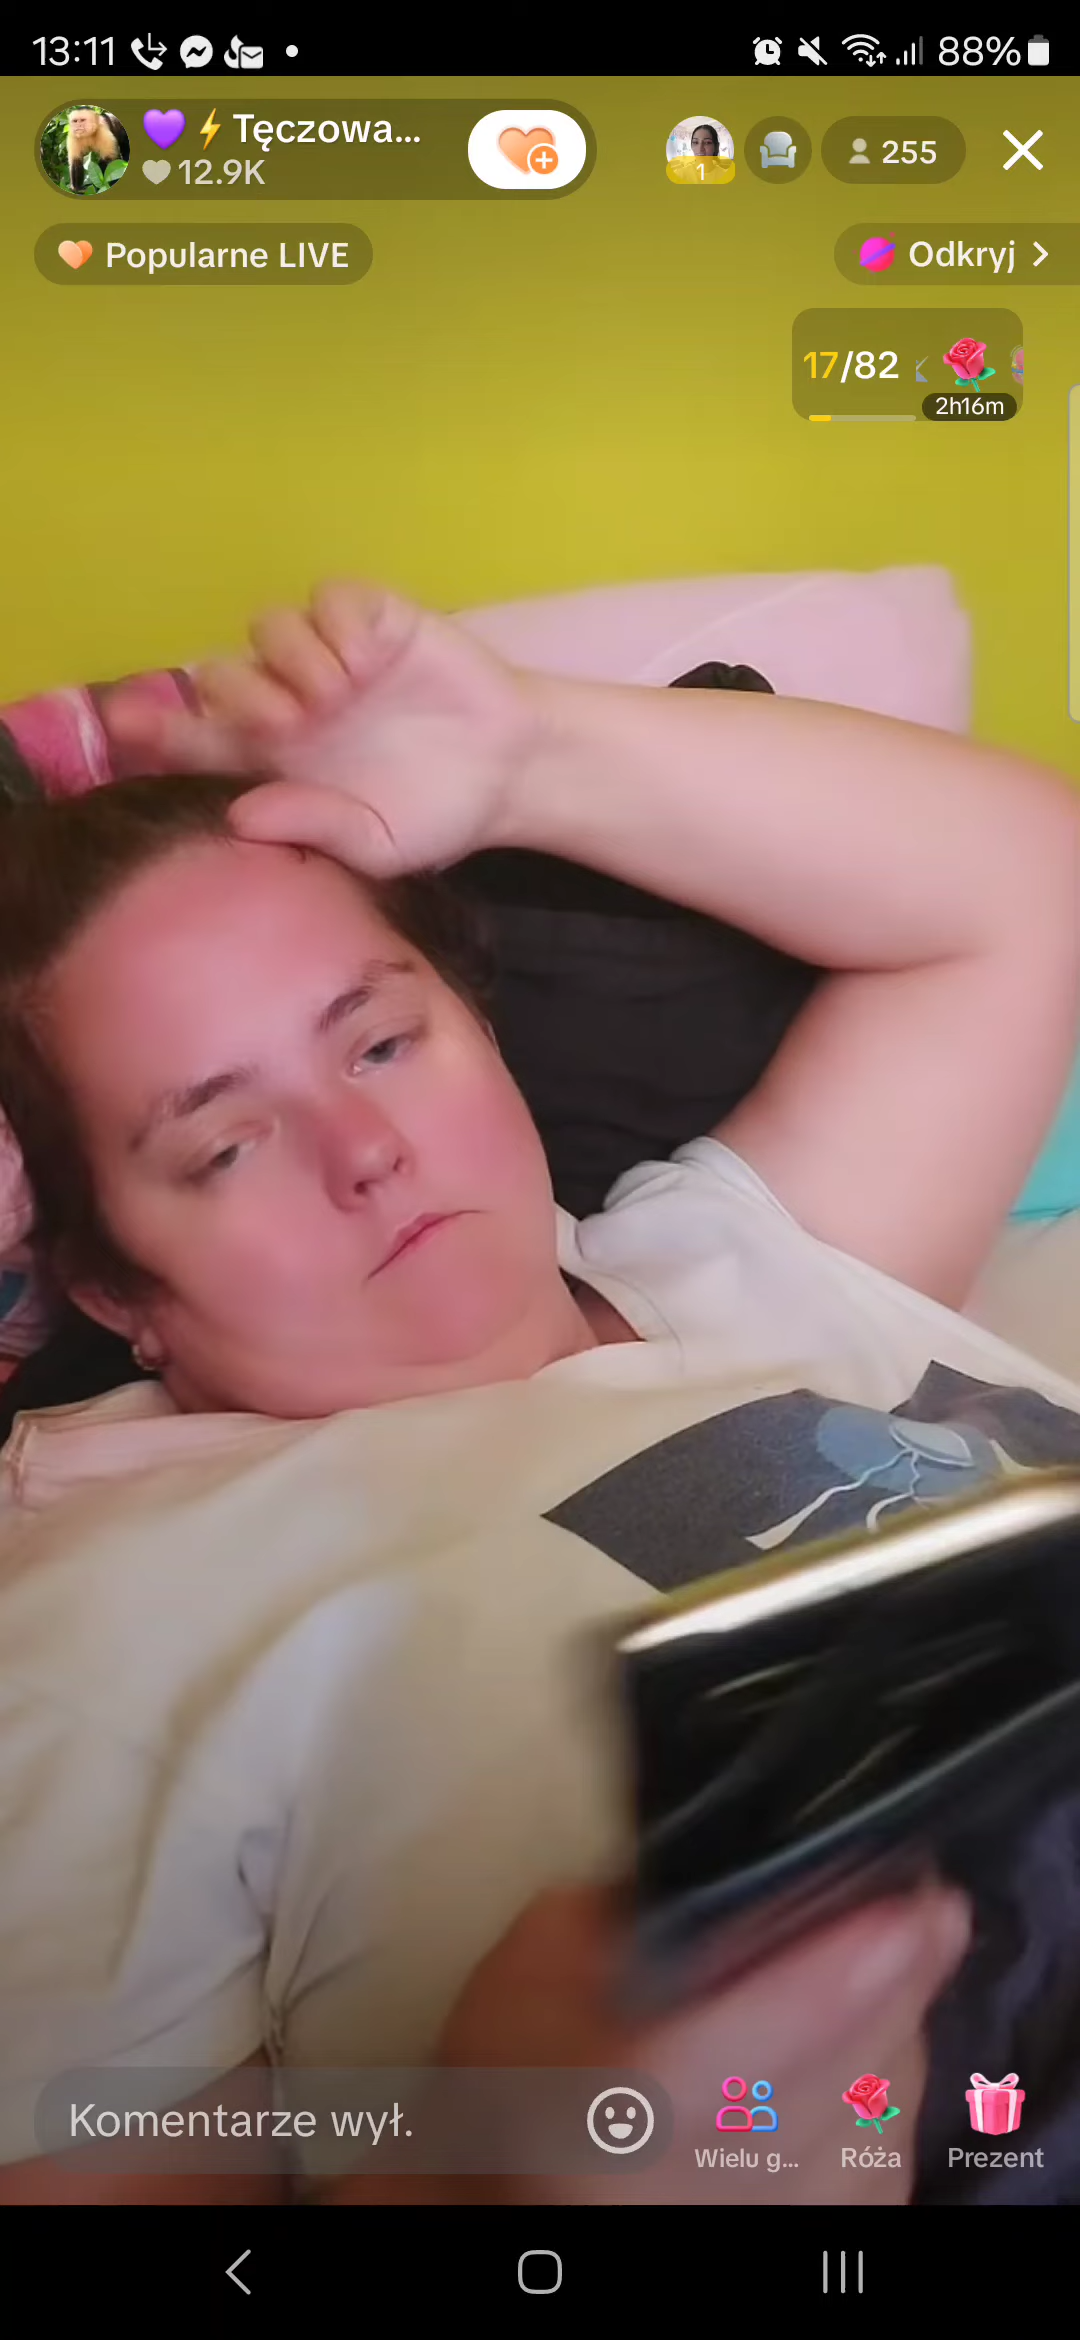 13:11 88%
💜⚡Tęczowa...
12.9K
1
255
Popularne LIVE
Odkryj >
17/82
2h16m
Komentarze wył.
Wielu g...
Róża
Prezent